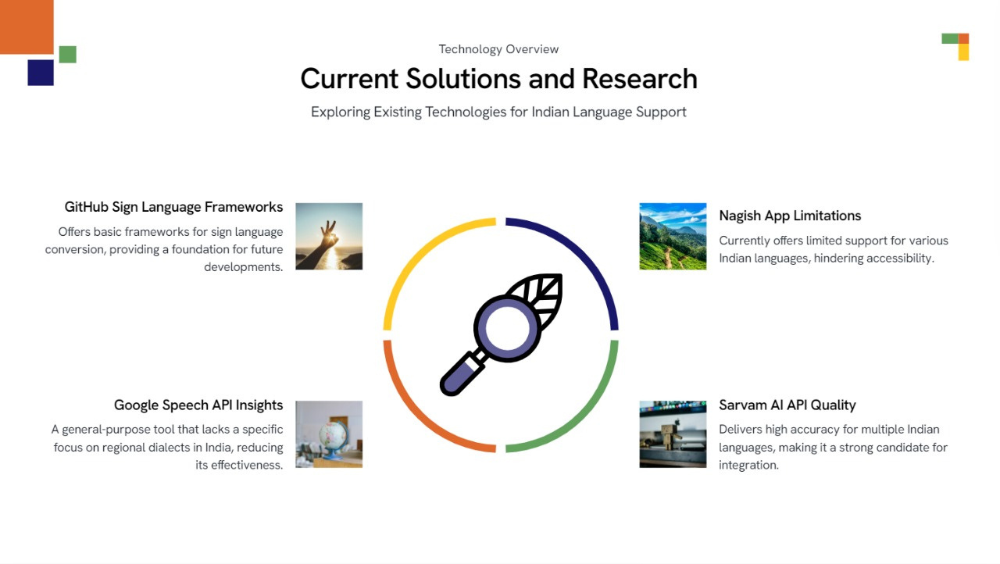 Technology Overview
Current Solutions and Research
Exploring Existing Technologies for Indian Language Support
GitHub Sign Language Frameworks
Offers basic frameworks for sign language
conversion, providing a foundation for future
developments.
Nagish App Limitations
Currently offers limited support for various
Indian languages, hindering accessibility.
Google Speech API Insights
A general-purpose tool that lacks a specific
focus on regional dialects in India, reducing
its effectiveness.
Sarvam AI API Quality
Delivers high accuracy for multiple Indian
languages, making it a strong candidate for
integration.